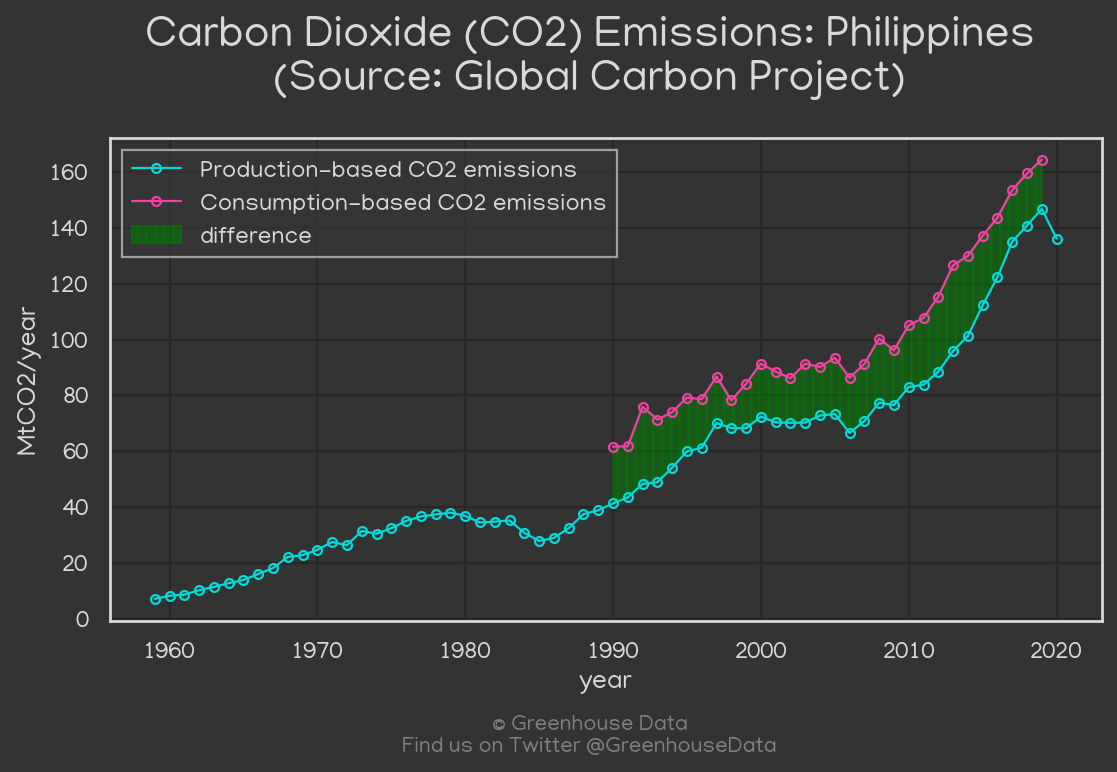 Carbon Dioxide (CO2) Emissions: Philippines
(Source: Global Carbon Project)
Production-based CO2 emissions
Consumption-based CO2 emissions
difference
MtCO2/year
160
140
120
100
80
60
40
20
0
1960 1970 1980 1990 2000 2010 2020
year
© Greenhouse Data
Find us on Twitter @GreenhouseData